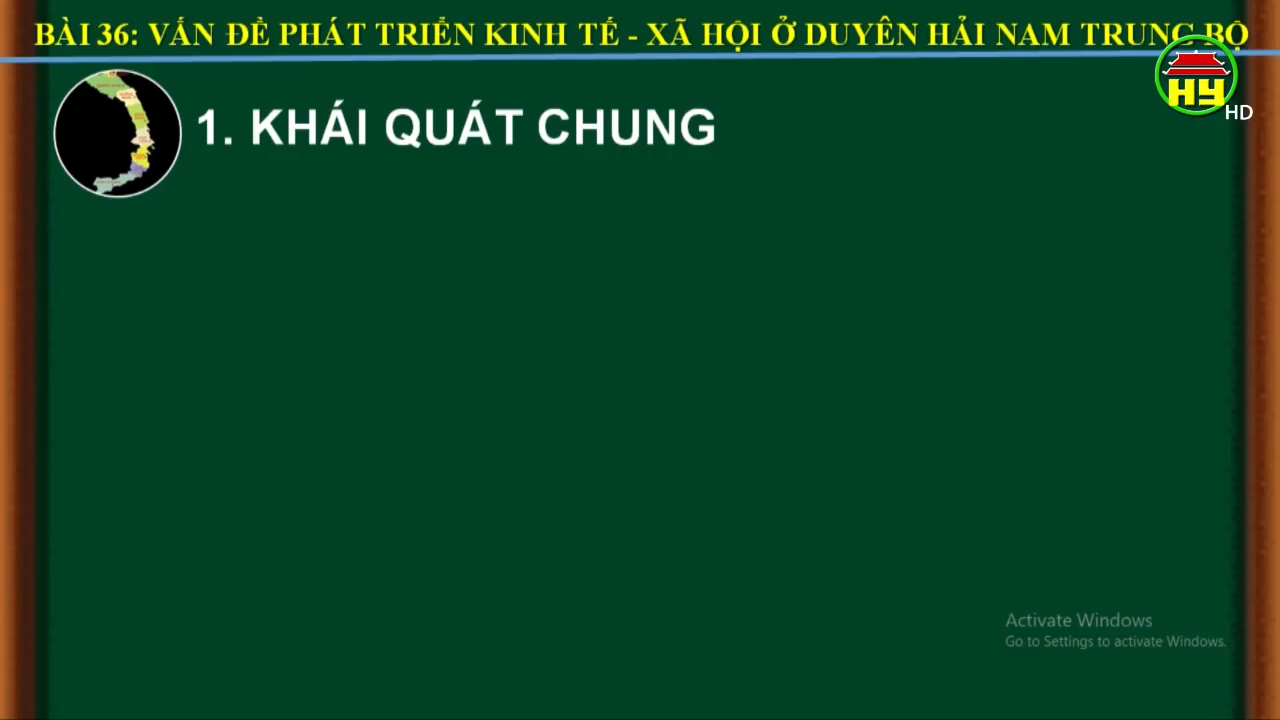 BÀI 36: VẤN ĐỀ PHÁT TRIỂN KINH TẾ - XÃ HỘI Ở DUYÊN HẢI NAM TRUNG BỘ
HY
HD
1. KHÁI QUÁT CHUNG
Activate Windows
Go to Settings to activate Windows.